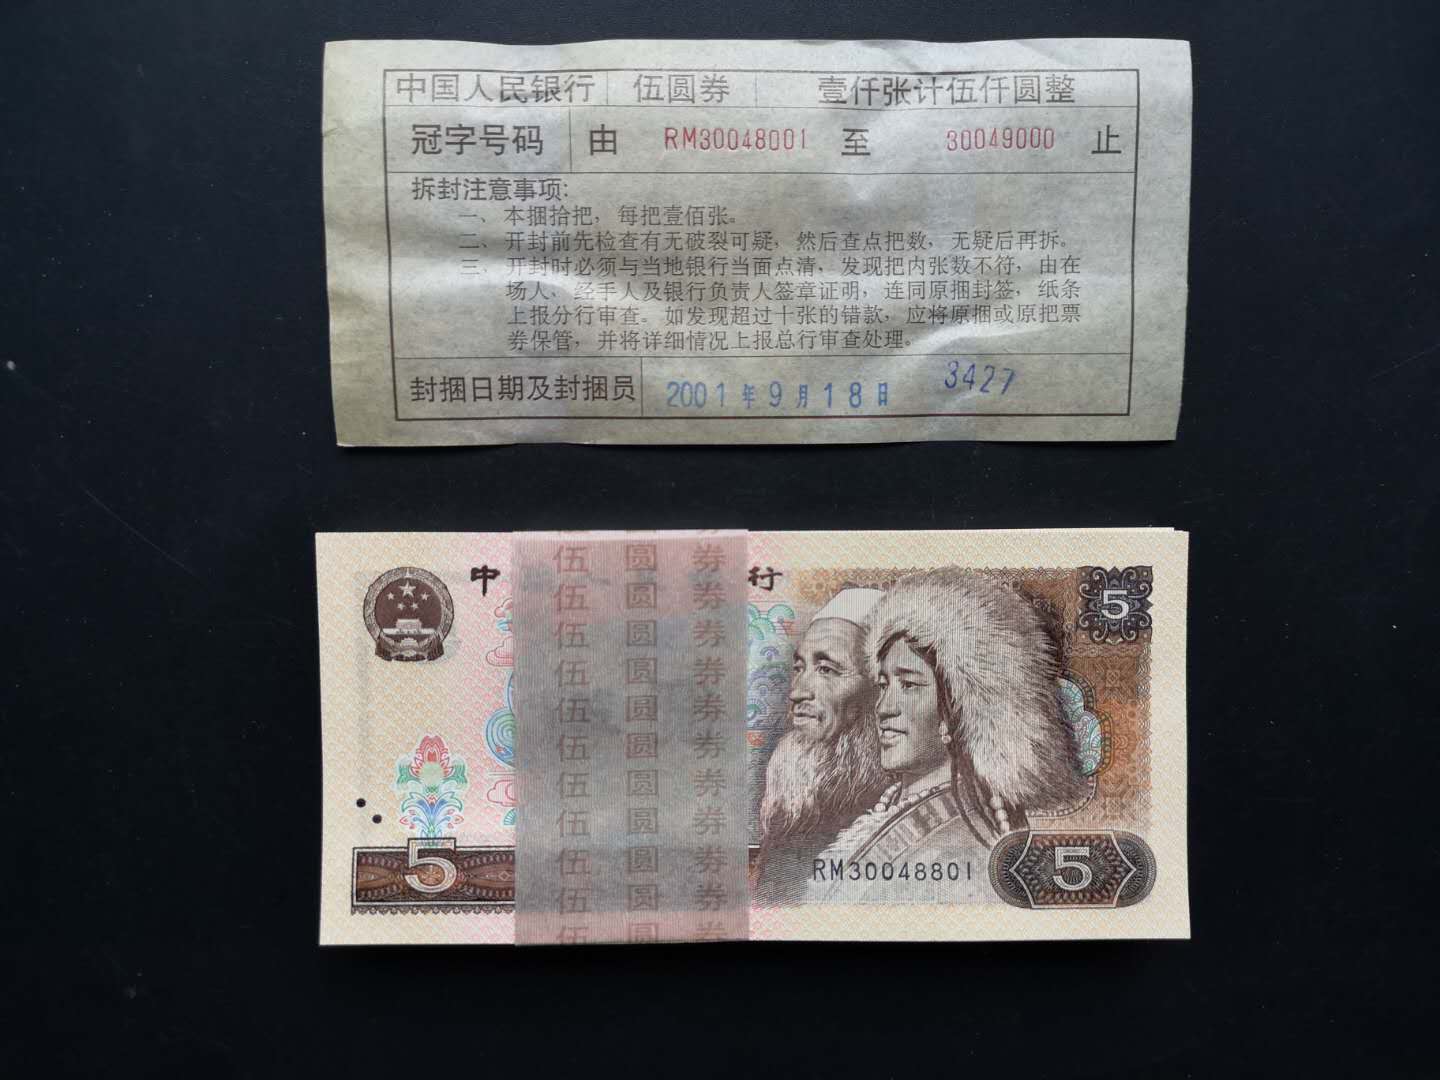 中国人民银行 伍圆券 壹仟张计伍仟圆整
冠字号码 由 RM30048001 至 30049000 止
拆封注意事项:
一、本捆拾把，每把壹佰张。
二、开封前先检查有无破裂可疑，然后查点把数，无疑后再拆。
三、开封时必须与当地银行当面点清，发现把内张数不符，由在
场人、经手人及银行负责人签章证明，连同原捆封签，纸条
上报分行审查。如发现超过十张的错款，应将原捆或原把票
券保管，并将详细情况上报总行审查处理。
封捆日期及封捆员 2001年9月18日 3427
中 行
5
伍 圆 券
伍 圆 券
伍 圆 券
伍 圆 券
伍 圆 券
伍 圆 券
伍 圆 券
伍 圆 券
伍 圆 券
伍 圆 券
伍 圆 券
5
RM30048801
5